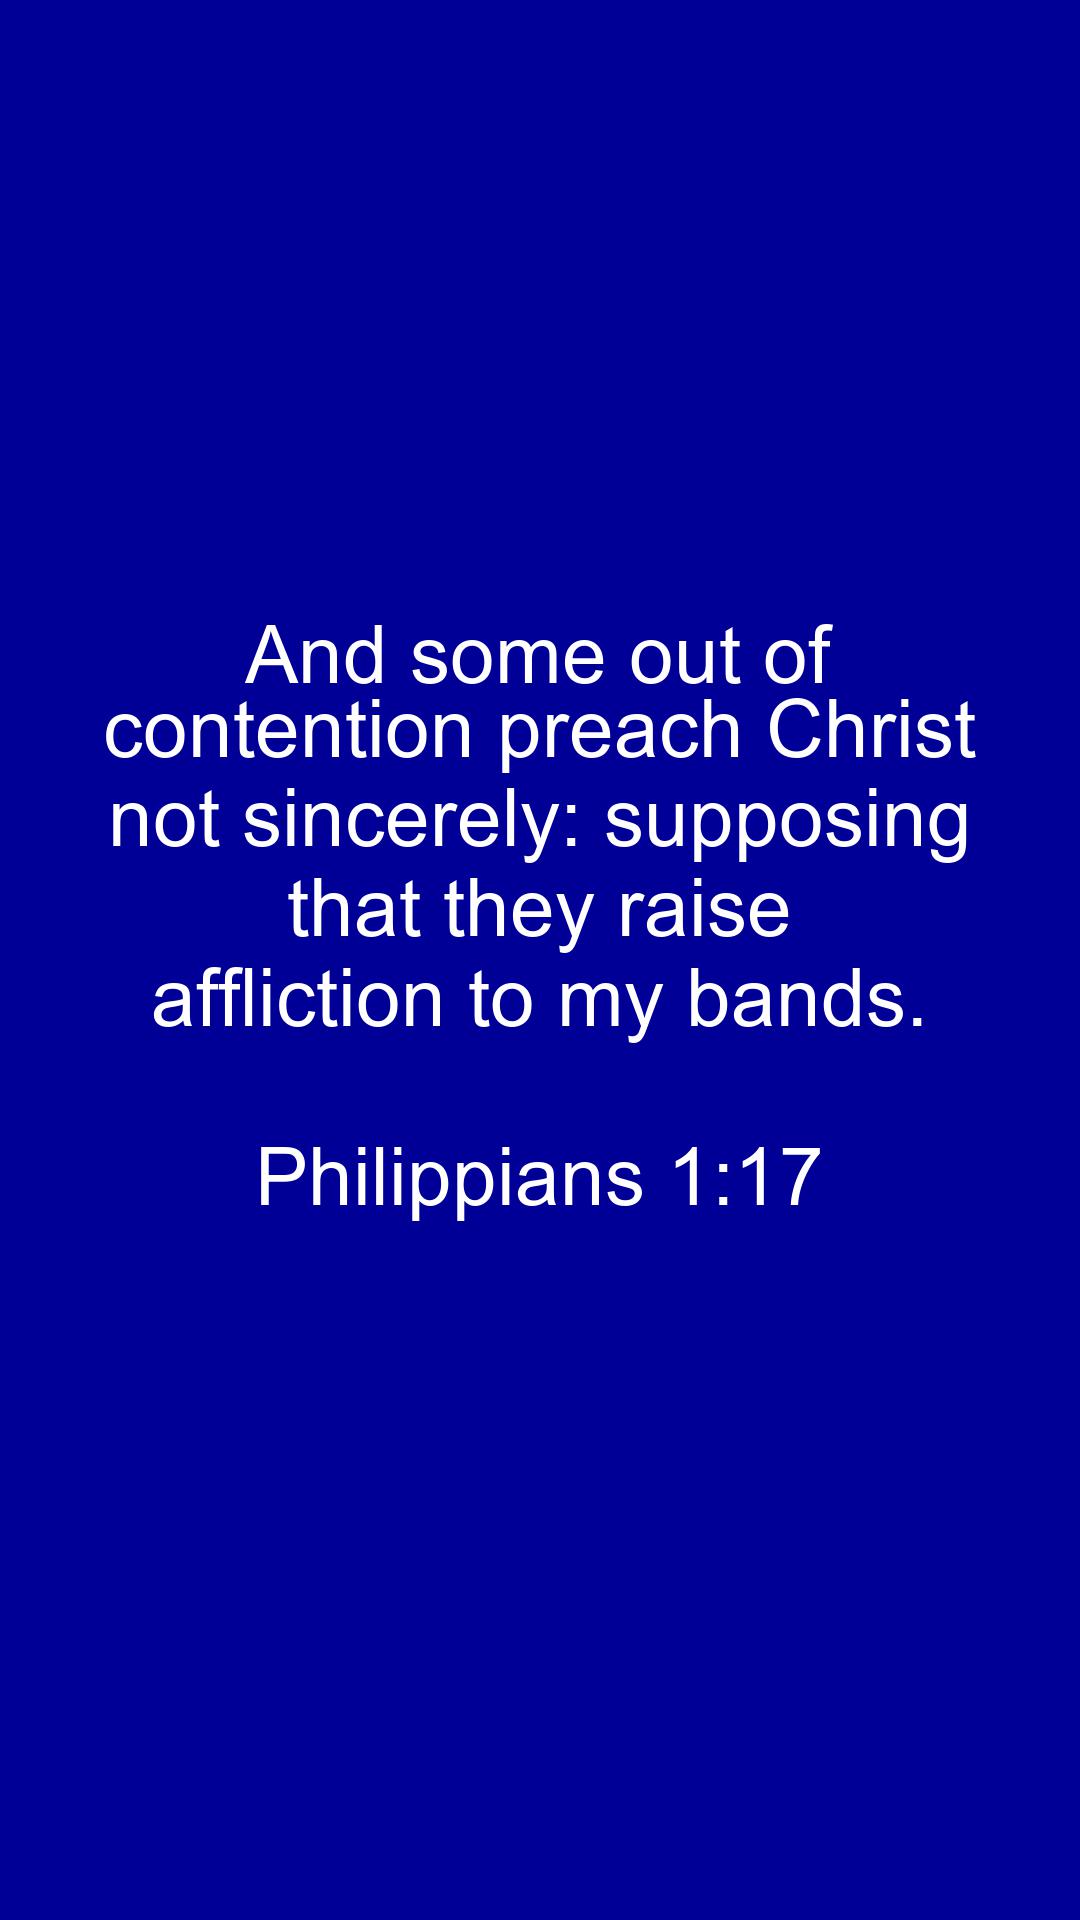 And some out of
contention preach Christ
not sincerely: supposing
that they raise
affliction to my bands.
Philippians 1:17